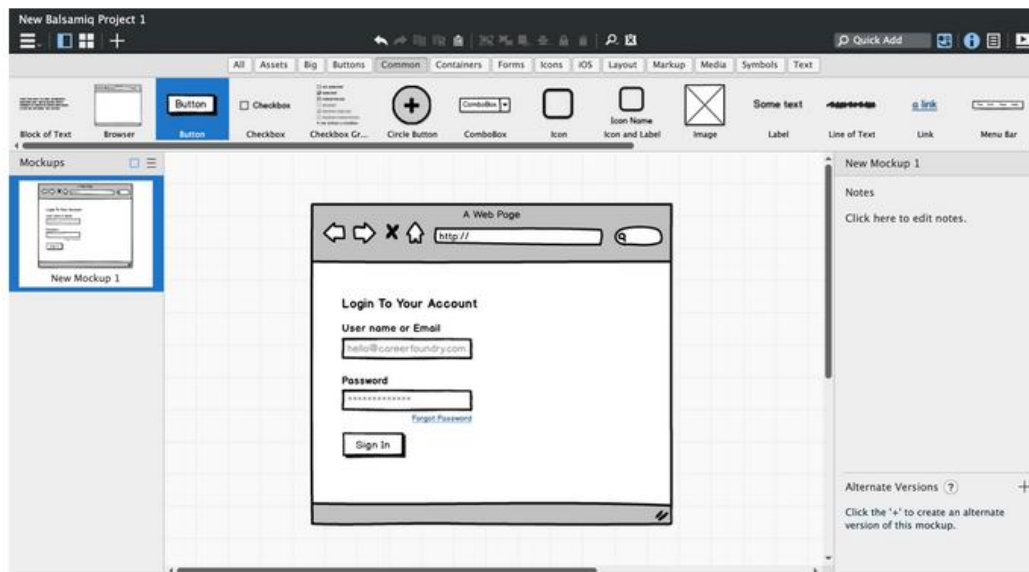 New Balsamiq Project 1
Quick Add
All Assets Big Buttons Common Containers Forms Icons iOS Layout Markup Media Symbols Text
Button
Checkbox
ComboBox
Icon Name
Some text
a link
Block of Text Browser Button Checkbox Checkbox Gr... Circle Button ComboBox Icon Icon and Label Image Label Line of Text Link Menu Bar
Mockups
New Mockup 1
A Web Page
http://
Login To Your Account
User name or Email
hello@careerfoundry.com
Password
*************
Forgot Password
Sign In
New Mockup 1
Notes
Click here to edit notes.
Alternate Versions ?
Click the '+' to create an alternate
version of this mockup.